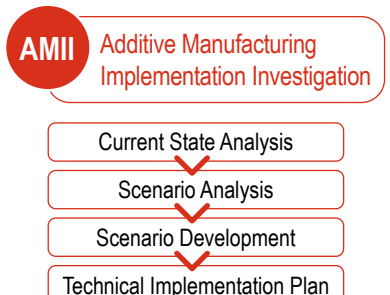 AMII
Additive Manufacturing
Implementation Investigation
Current State Analysis
Scenario Analysis
Scenario Development
Technical Implementation Plan